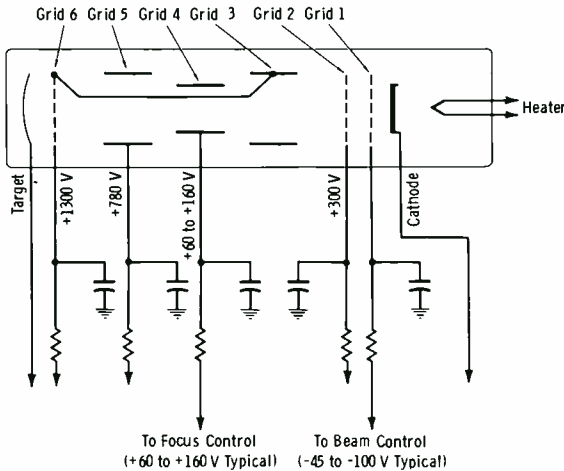 Grid 6 Grid 5 Grid 4 Grid 3 Grid 2 Grid 1
Heater
Target
+1300 V
+780 V
+60 to +160 V
+300 V
Cathode
To Focus Control
(+60 to +160 V Typical)
To Beam Control
(-45 to -100 V Typical)